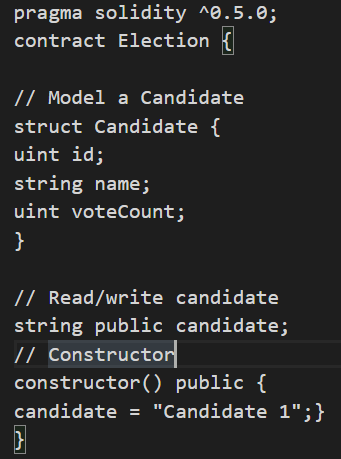 pragma solidity ^0.5.0;
contract Election {
// Model a Candidate
struct Candidate {
uint id;
string name;
uint voteCount;
}
// Read/write candidate
string public candidate;
// Constructor
constructor() public {
candidate = "Candidate 1";}
}